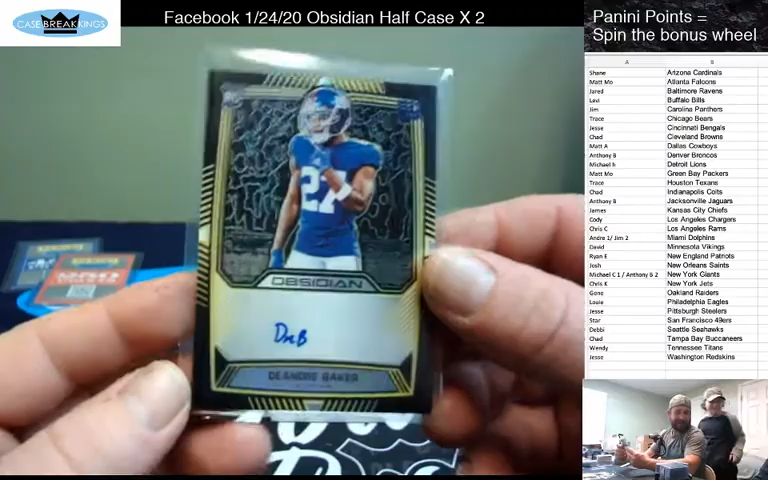 CASE BREAK KINGS
Facebook 1/24/20 Obsidian Half Case X 2
Panini Points =
Spin the bonus wheel
A B
Shane Arizona Cardinals
Matt Mo Atlanta Falcons
Jared Baltimore Ravens
Levi Buffalo Bills
Jim Carolina Panthers
Trace Chicago Bears
Jesse Cincinnati Bengals
Chad Cleveland Browns
Matt A Dallas Cowboys
Anthony B Denver Broncos
Michael h Detroit Lions
Matt Mo Green Bay Packers
Trace Houston Texans
Chad Indianapolis Colts
Anthony B Jacksonville Jaguars
James Kansas City Chiefs
Cody Los Angeles Chargers
Chris C Los Angeles Rams
Andre 1/ Jim 2 Miami Dolphins
David Minnesota Vikings
Ryan E New England Patriots
Josh New Orleans Saints
Michael C 1 / Anthony B 2 New York Giants
Chris K New York Jets
Gene Oakland Raiders
Louie Philadelphia Eagles
Jesse Pittsburgh Steelers
Star San Francisco 49ers
Debbi Seattle Seahawks
Chad Tampa Bay Buccaneers
Wendy Tennessee Titans
Jesse Washington Redskins
27
OBSIDIAN
DreB
DEANDRE BAKER